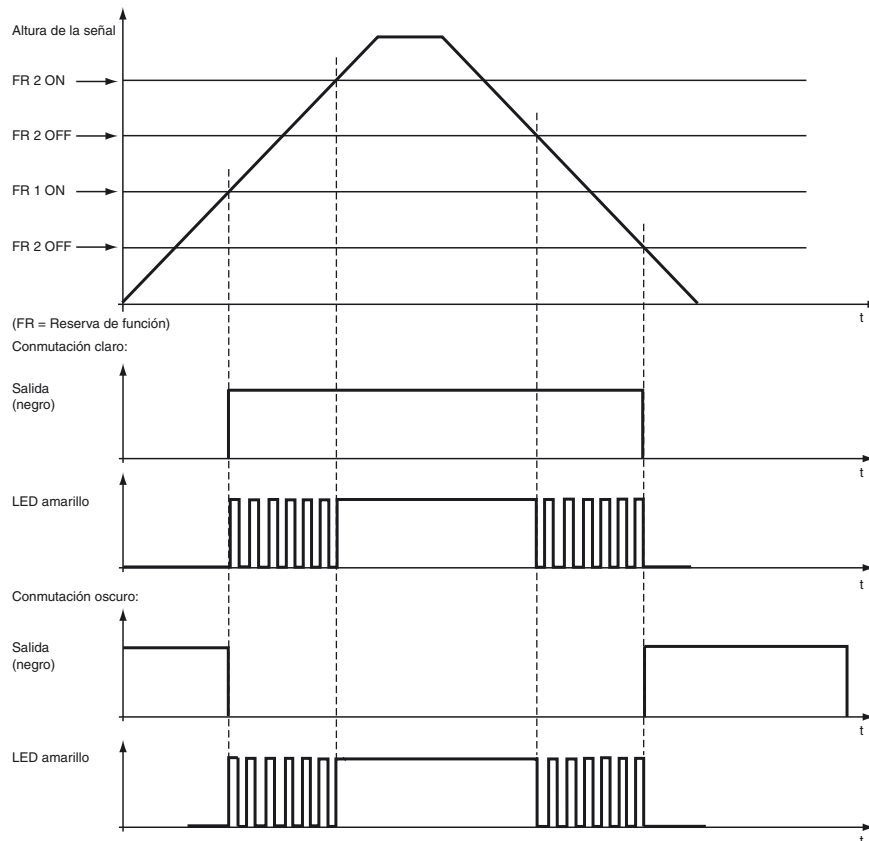 Altura de la señal
FR 2 ON
FR 2 OFF
FR 1 ON
FR 2 OFF
t
(FR = Reserva de función)
Conmutación claro:
Salida
(negro)
t
LED amarillo
t
Conmutación oscuro:
Salida
(negro)
t
LED amarillo
t